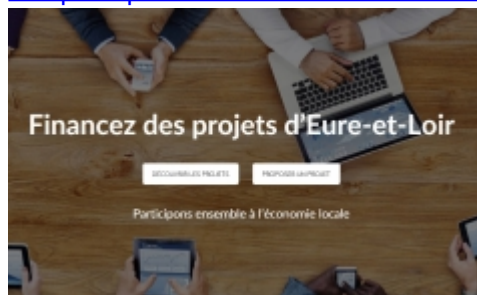 Financez des projets d'Eure-et-Loir
DÉCOUVRIR LES PROJETS PROPOSER UN PROJET
Participons ensemble à l'économie locale